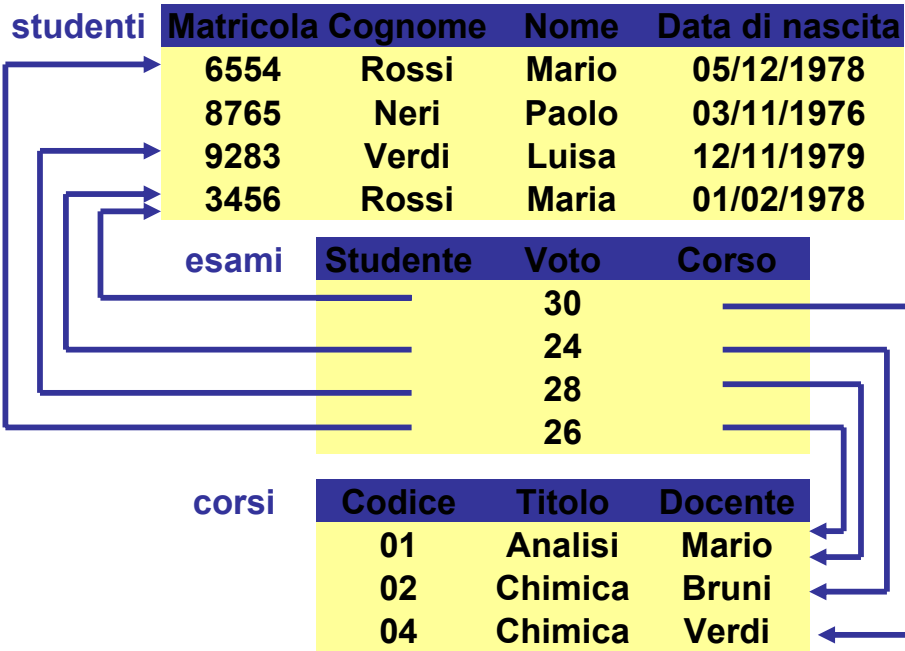 studenti Matricola Cognome Nome Data di nascita
6554 Rossi Mario 05/12/1978
8765 Neri Paolo 03/11/1976
9283 Verdi Luisa 12/11/1979
3456 Rossi Maria 01/02/1978
esami Studente Voto Corso
30
24
28
26
corsi Codice Titolo Docente
01 Analisi Mario
02 Chimica Bruni
04 Chimica Verdi